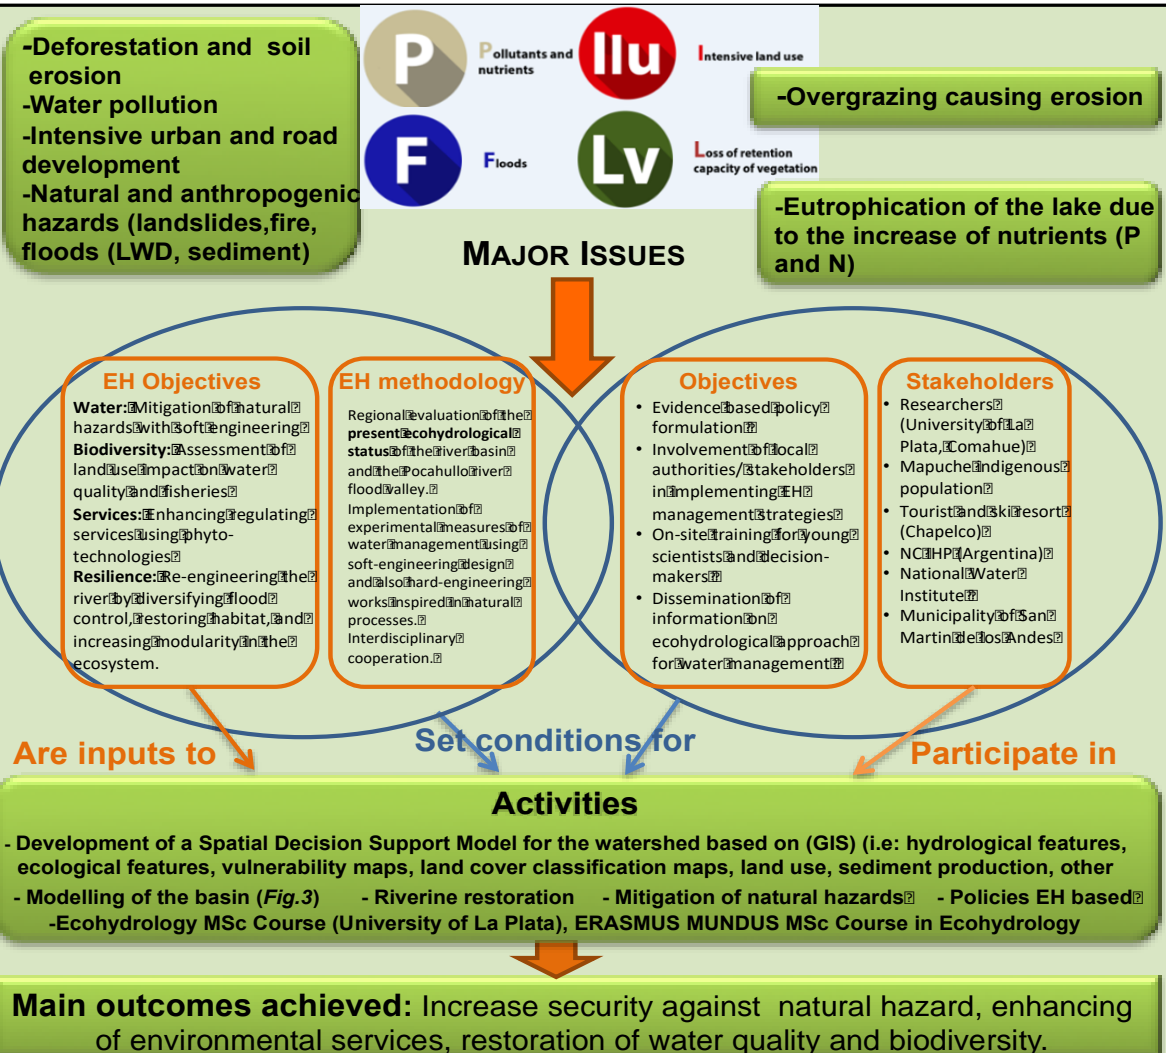 -Deforestation and soil
erosion
-Water pollution
-Intensive urban and road
development
-Natural and anthropogenic
hazards (landslides,fire,
floods (LWD, sediment)
P
Pollutants and
nutrients
Ilu
Intensive land use
F
Floods
Lv
Loss of retention
capacity of vegetation
-Overgrazing causing erosion
-Eutrophication of the lake due
to the increase of nutrients (P
and N)
MAJOR ISSUES
EH Objectives
Water: Mitigation of natural
hazards with soft engineering
Biodiversity: Assessment of
land use impact on water
quality and fisheries
Services: Enhancing regulating
services using phyto-
technologies
Resilience: Re-engineering the
river by diversifying flood
control, restoring habitat, and
increasing modularity in the
ecosystem.
EH methodology
Regional evaluation of the
present ecohydrological
status of the river basin
and the Pocahullo river
flood valley.
Implementation of
experimental measures of
water management using
soft-engineering design
and also hard-engineering
works inspired in natural
processes.
Interdisciplinary
cooperation.
Objectives
• Evidence based policy
formulation
• Involvement of local
authorities/ stakeholders
in implementing EH
management strategies
• On-site training for young
scientists and decision-
makers
• Dissemination of
information on
ecohydrological approach
for water management
Stakeholders
• Researchers
(University of La
Plata, Comahue)
• Mapuche Indigenous
population
• Tourist and ski resort
(Chapelco)
• NC IHP (Argentina)
• National Water
Institute
• Municipality of San
Martin de los Andes
Are inputs to
Set conditions for
Participate in
Activities
- Development of a Spatial Decision Support Model for the watershed based on (GIS) (i.e: hydrological features,
ecological features, vulnerability maps, land cover classification maps, land use, sediment production, other
- Modelling of the basin (Fig.3) - Riverine restoration - Mitigation of natural hazards - Policies EH based
-Ecohydrology MSc Course (University of La Plata), ERASMUS MUNDUS MSc Course in Ecohydrology
Main outcomes achieved: Increase security against natural hazard, enhancing
of environmental services, restoration of water quality and biodiversity.